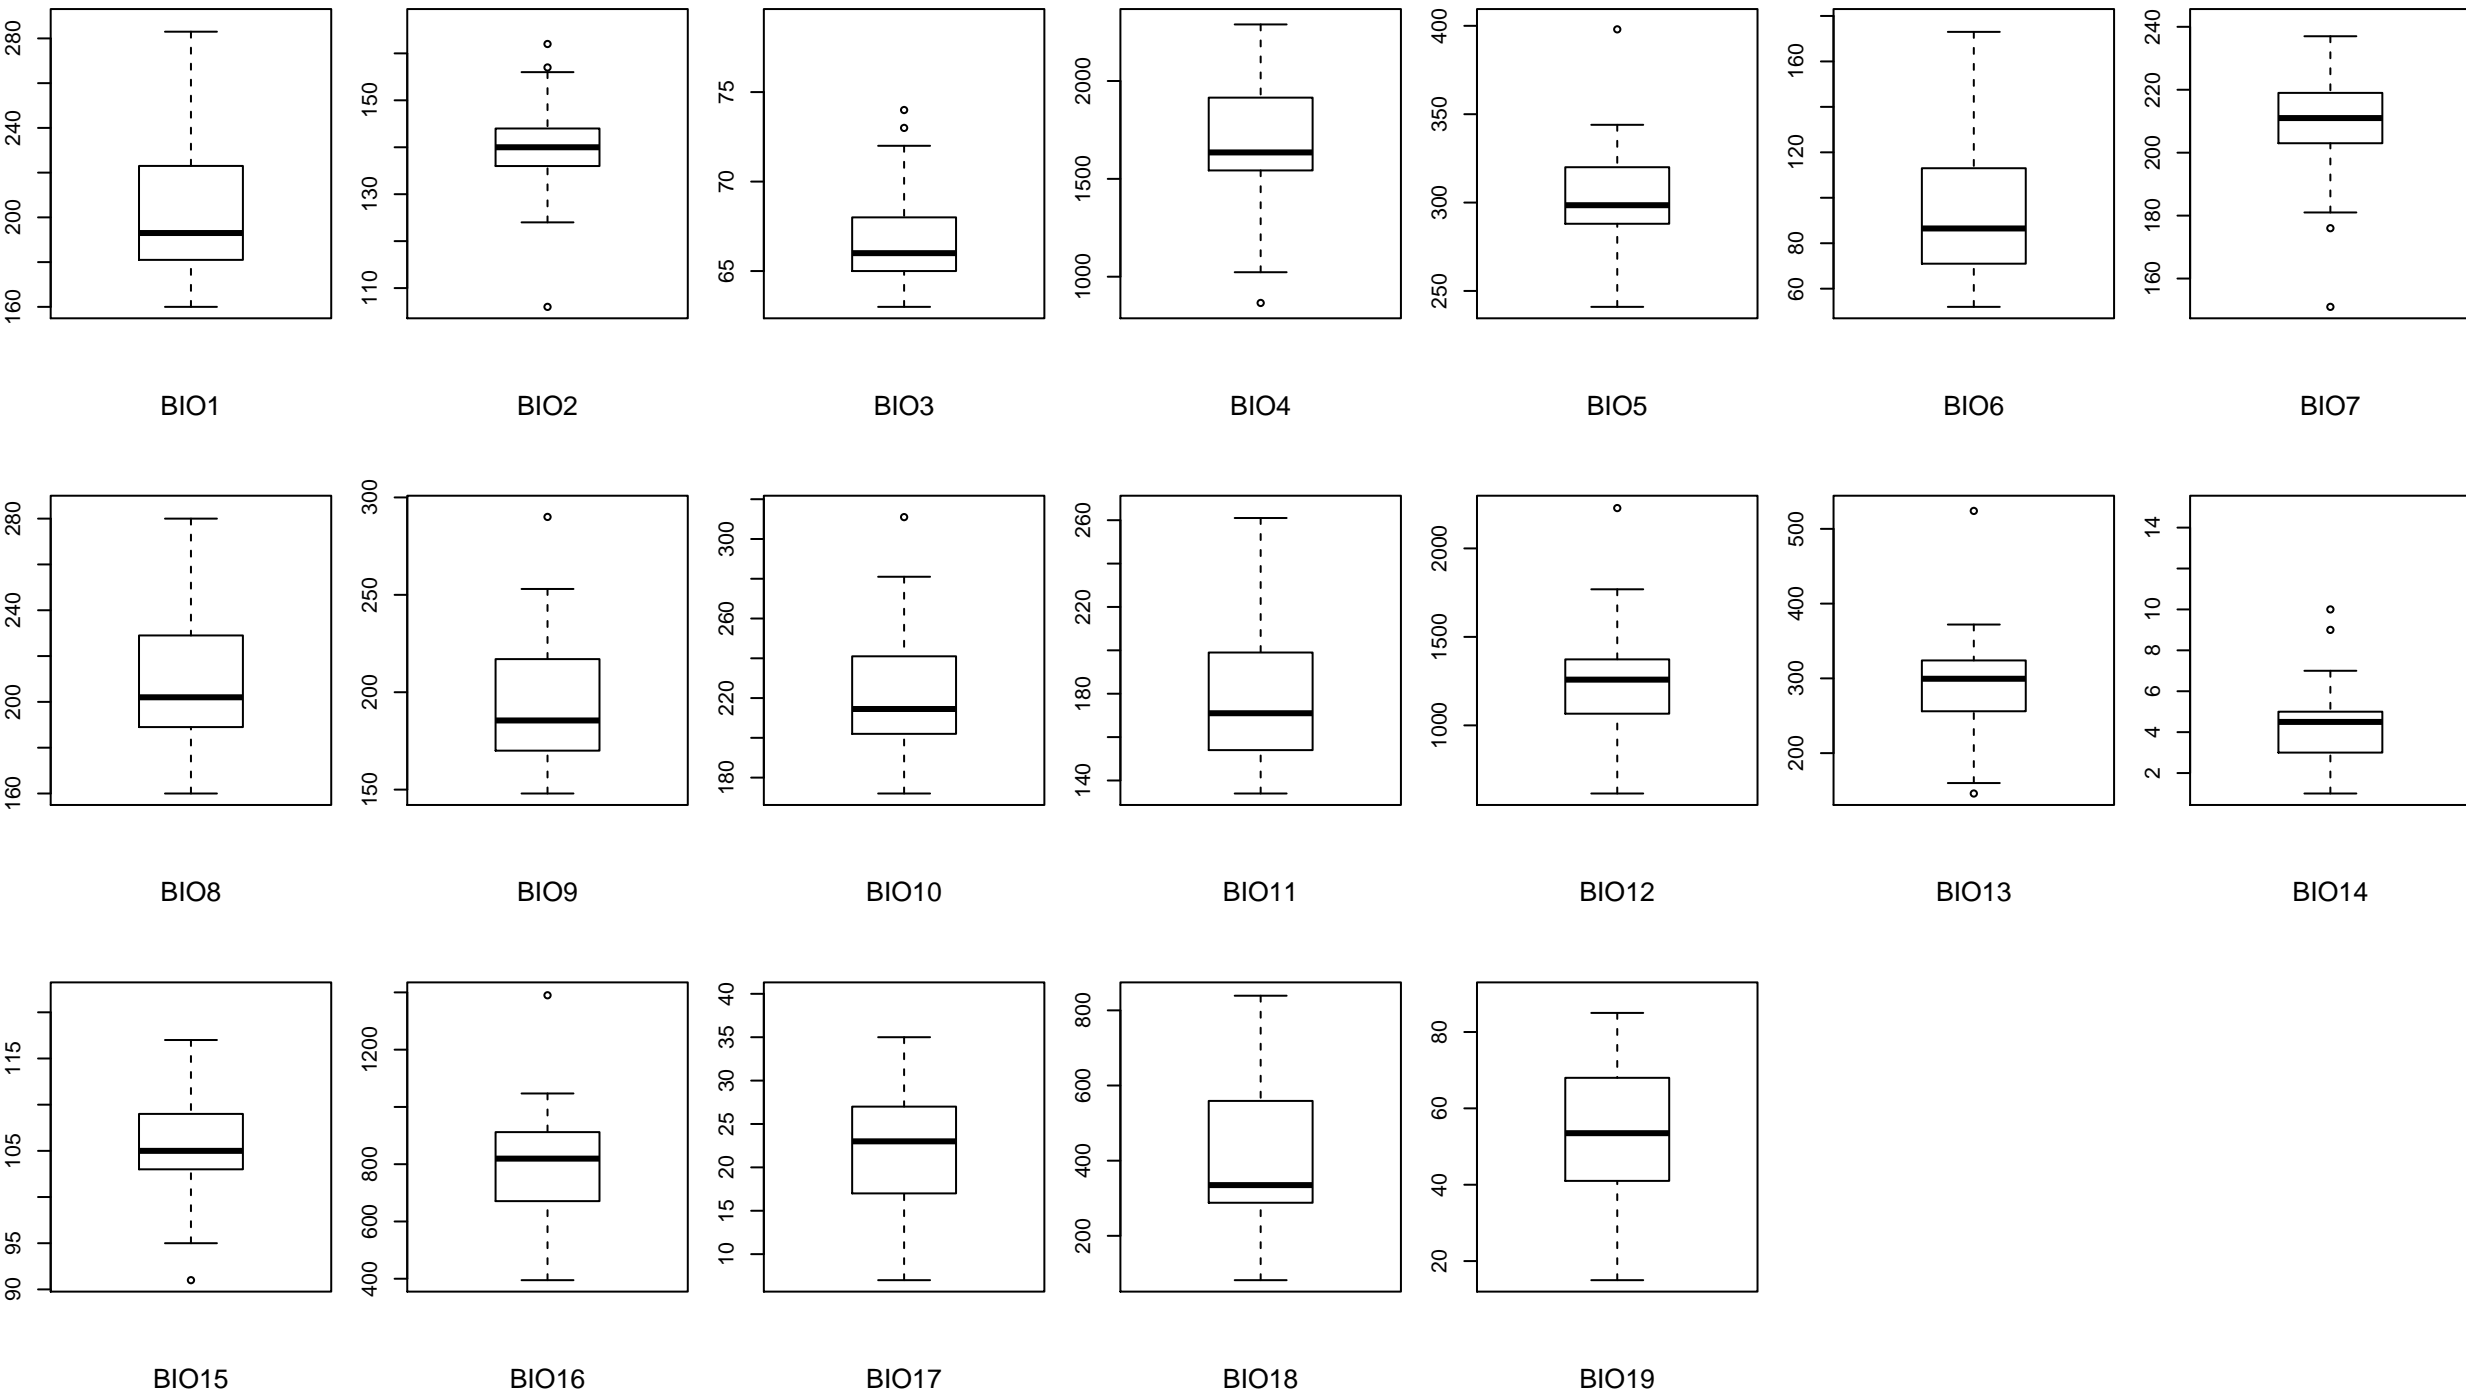 160 200 240 280
110 130 150
65 70 75
1000 1500 2000
250 300 350 400
60 80 120 160
160 180 200 220 240
BIO1 BIO2 BIO3 BIO4 BIO5 BIO6 BIO7
160 200 240 280
150 200 250 300
180 220 260 300
140 180 220 260
1000 1500 2000
200 300 400 500
2 4 6 8 10 14
BIO8 BIO9 BIO10 BIO11 BIO12 BIO13 BIO14
90 95 105 115
400 600 800 1200
10 15 20 25 30 35 40
200 400 600 800
20 40 60 80
BIO15 BIO16 BIO17 BIO18 BIO19